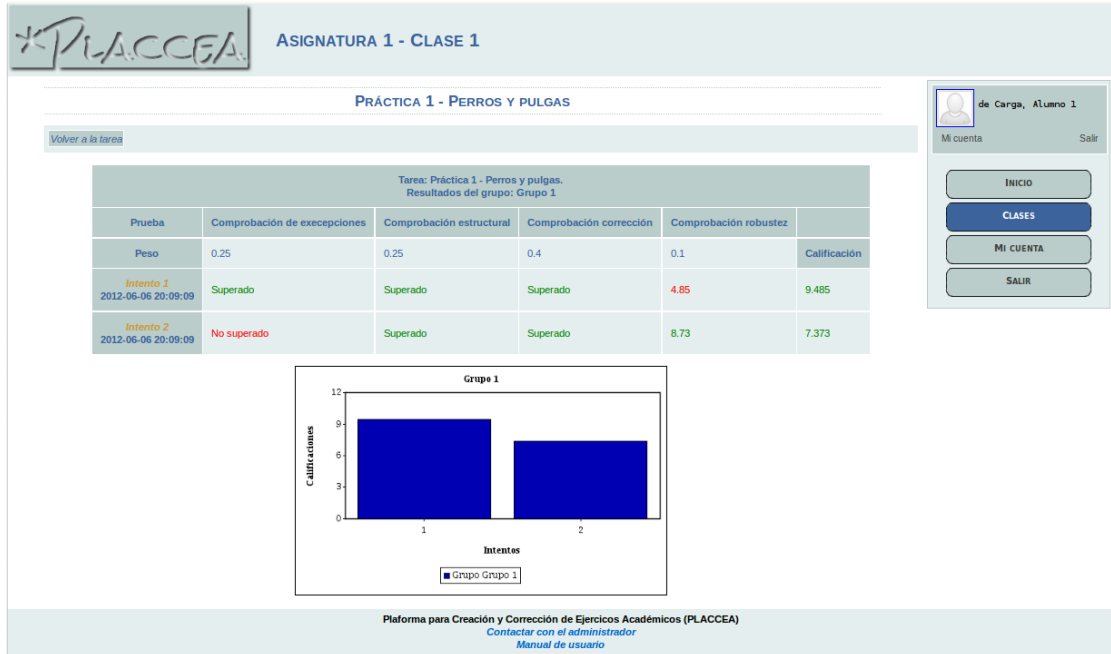 *PLACCEA
ASIGNATURA 1 - CLASE 1
PRÁCTICA 1 - PERROS Y PULGAS
Volver a la tarea
Tarea: Práctica 1 - Perros y pulgas.
Resultados del grupo: Grupo 1
Prueba Comprobación de execepciones Comprobación estructural Comprobación corrección Comprobación robustez
Peso 0.25 0.25 0.4 0.1 Calificación
Intento 1
2012-06-06 20:09:09 Superado Superado Superado 4.85 9.485
Intento 2
2012-06-06 20:09:09 No superado Superado Superado 8.73 7.373
Grupo 1
12
9
6
3
0
Calificaciones
1 2
Intentos
Grupo Grupo 1
de Carga, Alumno 1
Mi cuenta Salir
INICIO
CLASES
MI CUENTA
SALIR
Plaforma para Creación y Corrección de Ejercicos Académicos (PLACCEA)
Contactar con el administrador
Manual de usuario